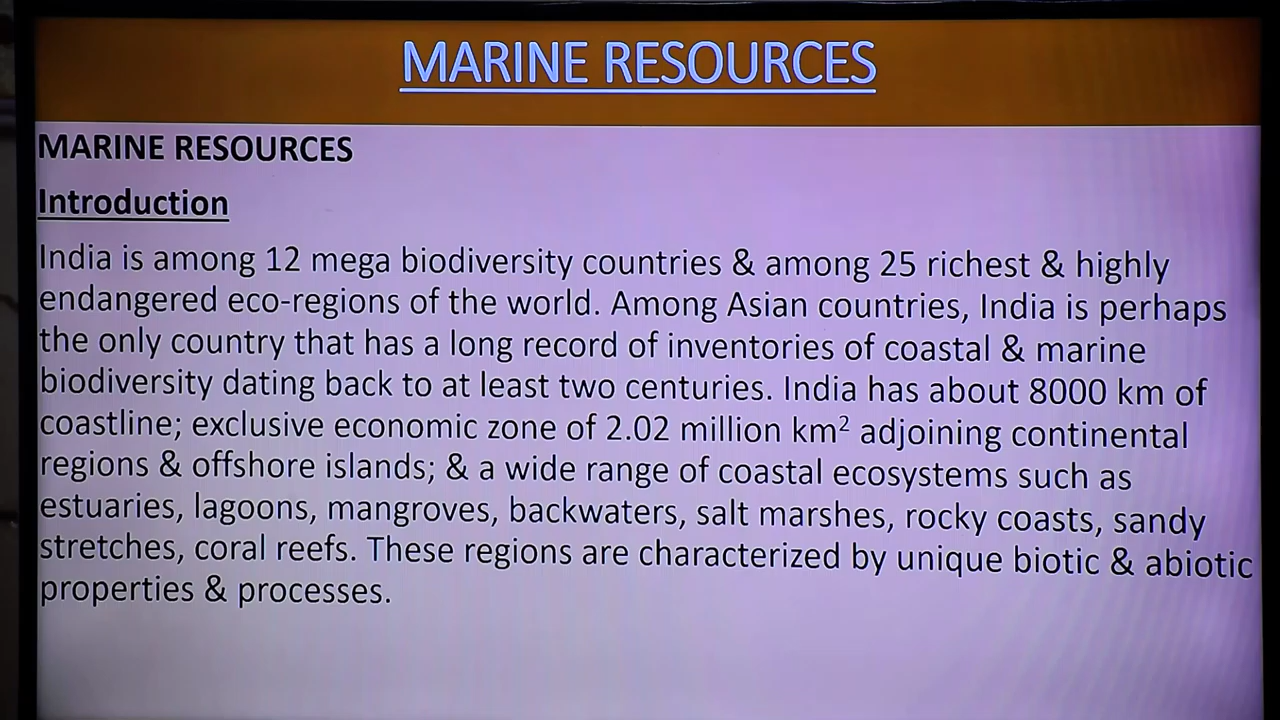 MARINE RESOURCES
MARINE RESOURCES
Introduction
India is among 12 mega biodiversity countries & among 25 richest & highly
endangered eco-regions of the world. Among Asian countries, India is perhaps
the only country that has a long record of inventories of coastal & marine
biodiversity dating back to at least two centuries. India has about 8000 km of
coastline; exclusive economic zone of 2.02 million km² adjoining continental
regions & offshore islands; & a wide range of coastal ecosystems such as
estuaries, lagoons, mangroves, backwaters, salt marshes, rocky coasts, sandy
stretches, coral reefs. These regions are characterized by unique biotic & abiotic
properties & processes.